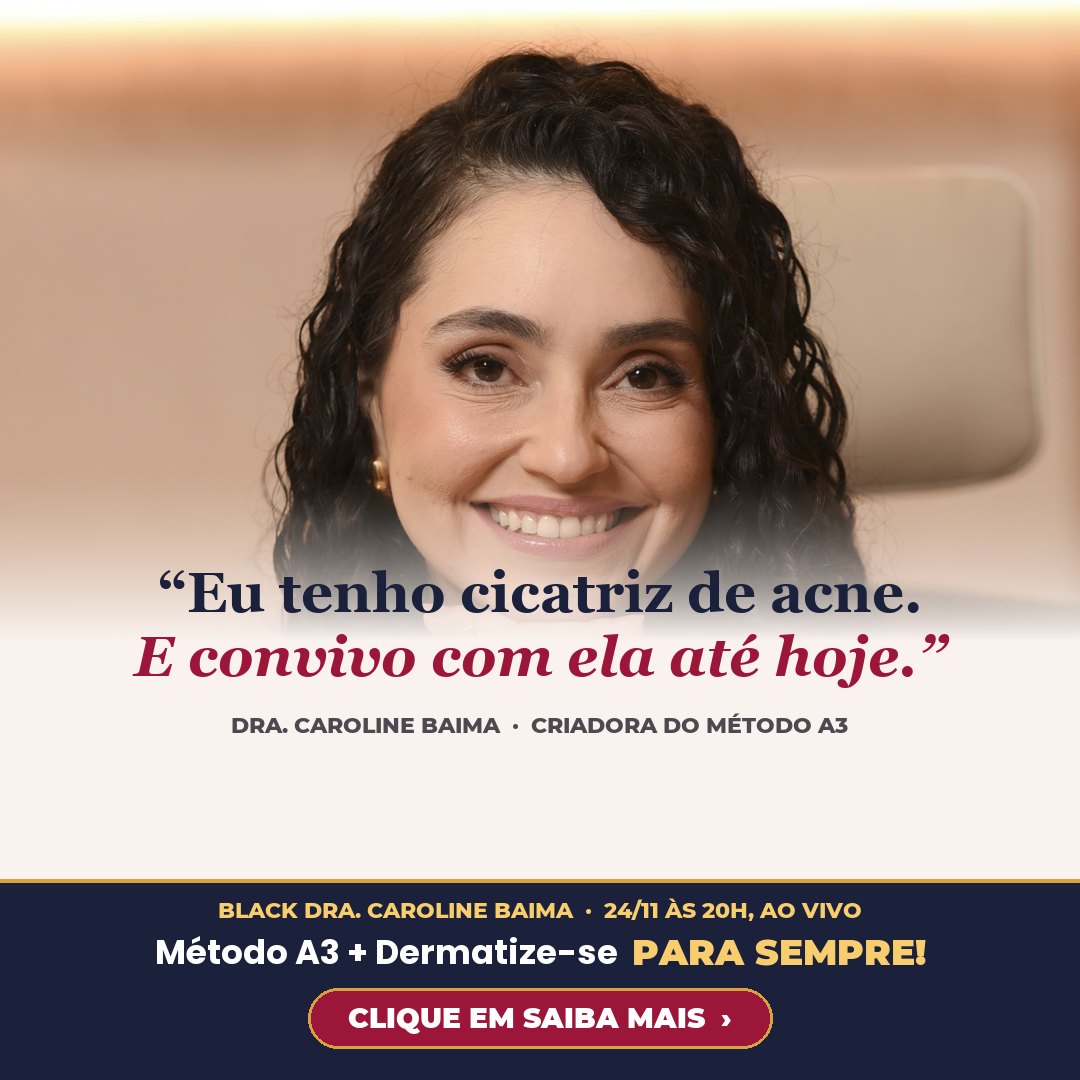 “Eu tenho cicatriz de acne.
E convivo com ela até hoje.”
DRA. CAROLINE BAIMA · CRIADORA DO MÉTODO A3
BLACK DRA. CAROLINE BAIMA · 24/11 ÀS 20H, AO VIVO
Método A3 + Dermatize-se PARA SEMPRE!
CLIQUE EM SAIBA MAIS ›